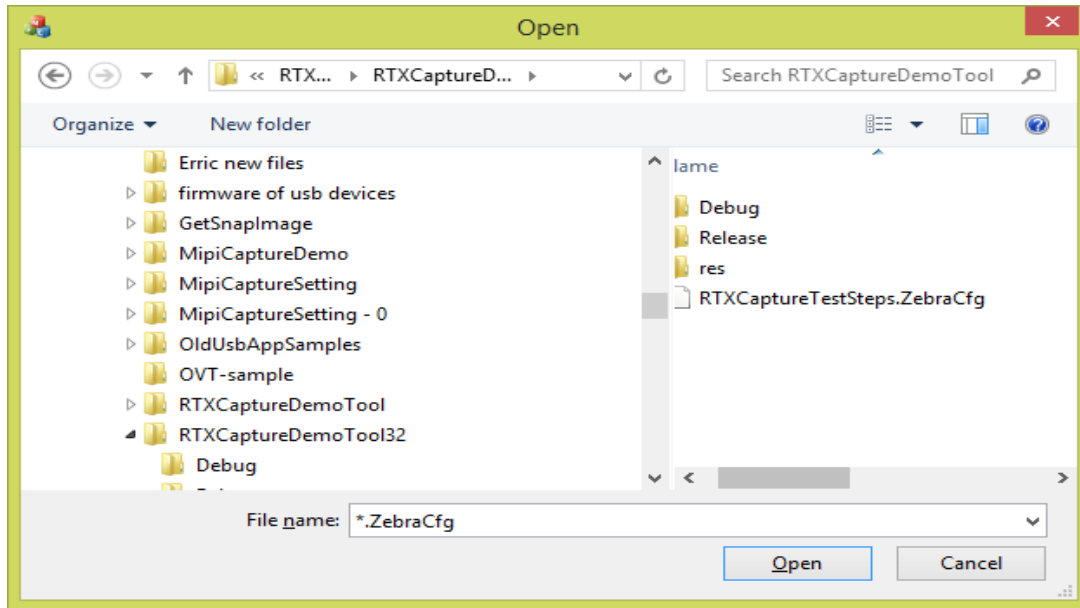 Open
« RTX... RTXCaptureD...
Search RTXCaptureDemoTool
Organize New folder
Erric new files
firmware of usb devices
GetSnapImage
MipiCaptureDemo
MipiCaptureSetting
MipiCaptureSetting - 0
OldUsbAppSamples
OVT-sample
RTXCaptureDemoTool
RTXCaptureDemoTool32
Debug
lame
Debug
Release
res
RTXCaptureTestSteps.ZebraCfg
File name: *.ZebraCfg
Open Cancel